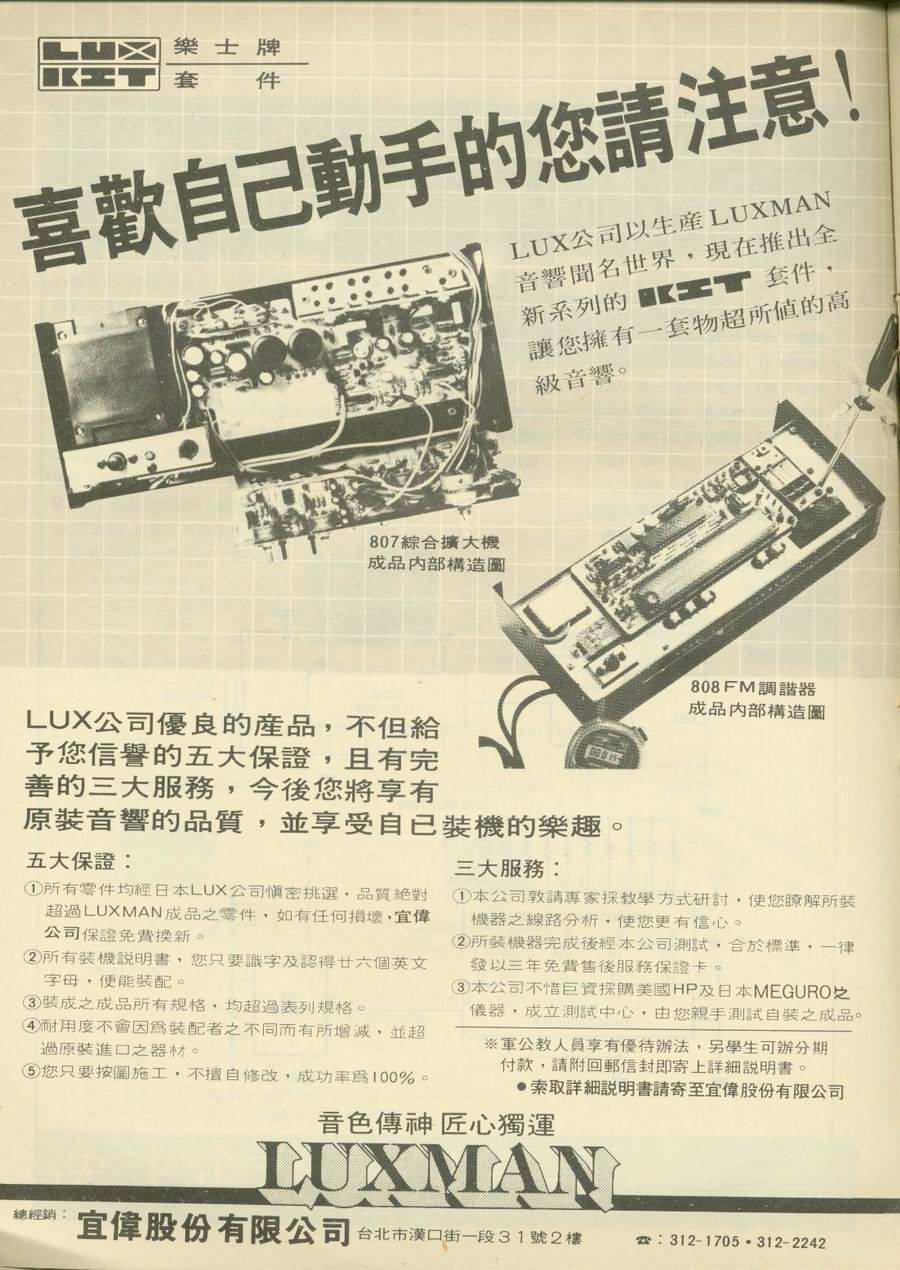 LUX 樂士牌
KIT 套件
喜歡自己動手的您請注意!
LUX公司以生產LUXMAN
音響聞名世界,現在推出全
新系列的 KIT 套件,
讓您擁有一套物超所值的高
級音響。
807綜合擴大機
成品内部構造圖
808FM調諧器
成品内部構造圖
LUX公司優良的產品,不但給
予您信譽的五大保證,且有完
善的三大服務,今後您將享有
原裝音響的品質,並享受自己裝機的樂趣。
五大保證:
①所有零件均經日本LUX公司愼密挑選,品質絕對
超過LUXMAN成品之零件,如有任何損壞,宜偉
公司保證免費換新。
②所有裝機説明書,您只要識字及認得廿六個英文
字母,便能裝配。
③裝成之成品所有規格,均超過表列規格。
④耐用度不會因爲裝配者之不同而有所增減,並超
過原裝進口之器材。
⑤您只要按圖施工,不擅自修改,成功率爲100%。
三大服務:
①本公司敦請專家採教學方式研討,使您瞭解所裝
機器之線路分析,使您更有信心。
②所裝機器完成後經本公司測試,合於標準,一律
發以三年免費售後服務保證卡。
③本公司不惜巨資採購美國HP及日本MEGURO之
儀器,成立測試中心,由您親手測試自裝之成品。
※軍公教人員享有優待辦法,另學生可辦分期
付款,請附回郵信封即寄上詳細説明書。
●索取詳細説明書請寄至宜偉股份有限公司
音色傳神 匠心獨運
LUXMAN
總經銷: 宜偉股份有限公司 台北市漢口街一段31號2樓 ☎:312-1705•312-2242